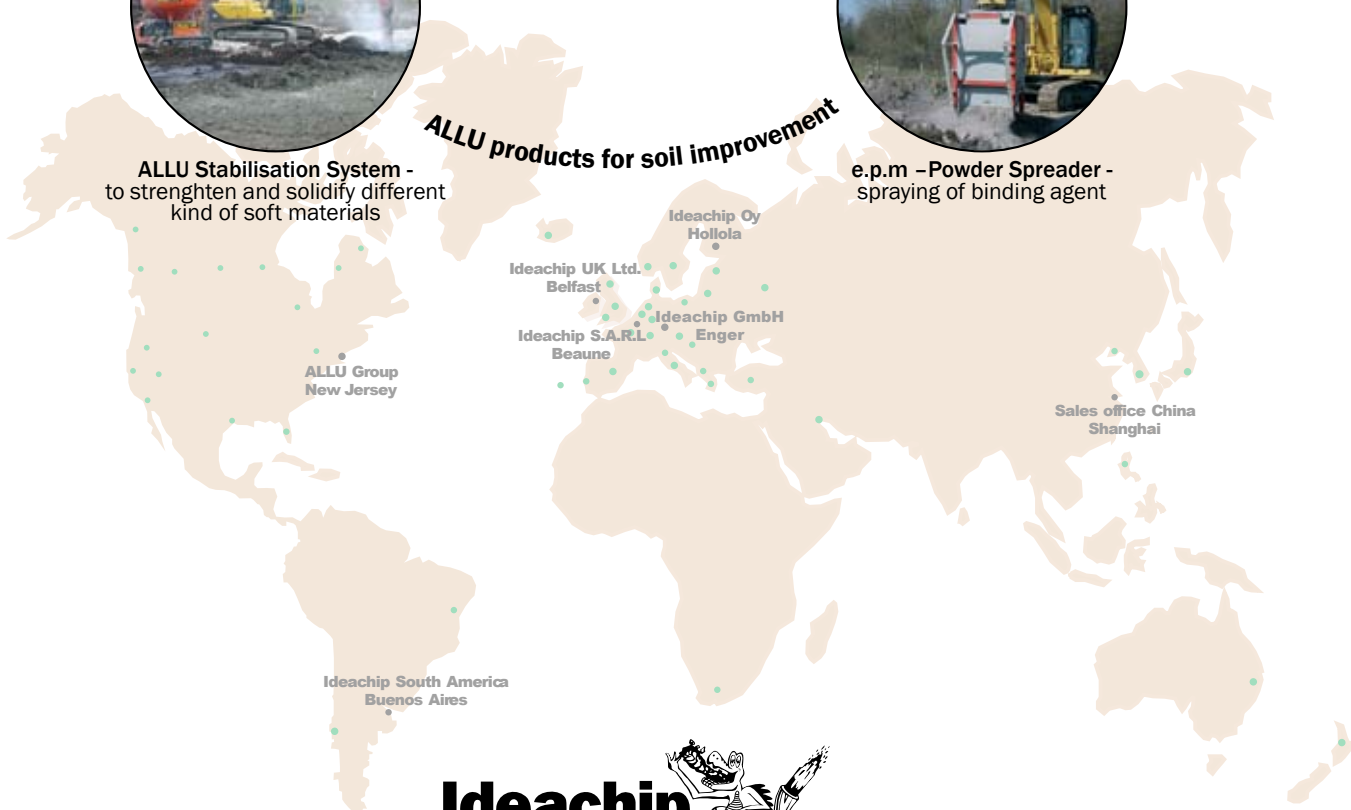 ALLU products for soil improvement
ALLU Stabilisation System -
to strenghten and solidify different
kind of soft materials
e.p.m –Powder Spreader -
spraying of binding agent
Ideachip Oy
Hollola
Ideachip UK Ltd.
Belfast
Ideachip GmbH
Enger
Ideachip S.A.R.L
Beaune
ALLU Group
New Jersey
Sales office China
Shanghai
Ideachip South America
Buenos Aires
Ideachip